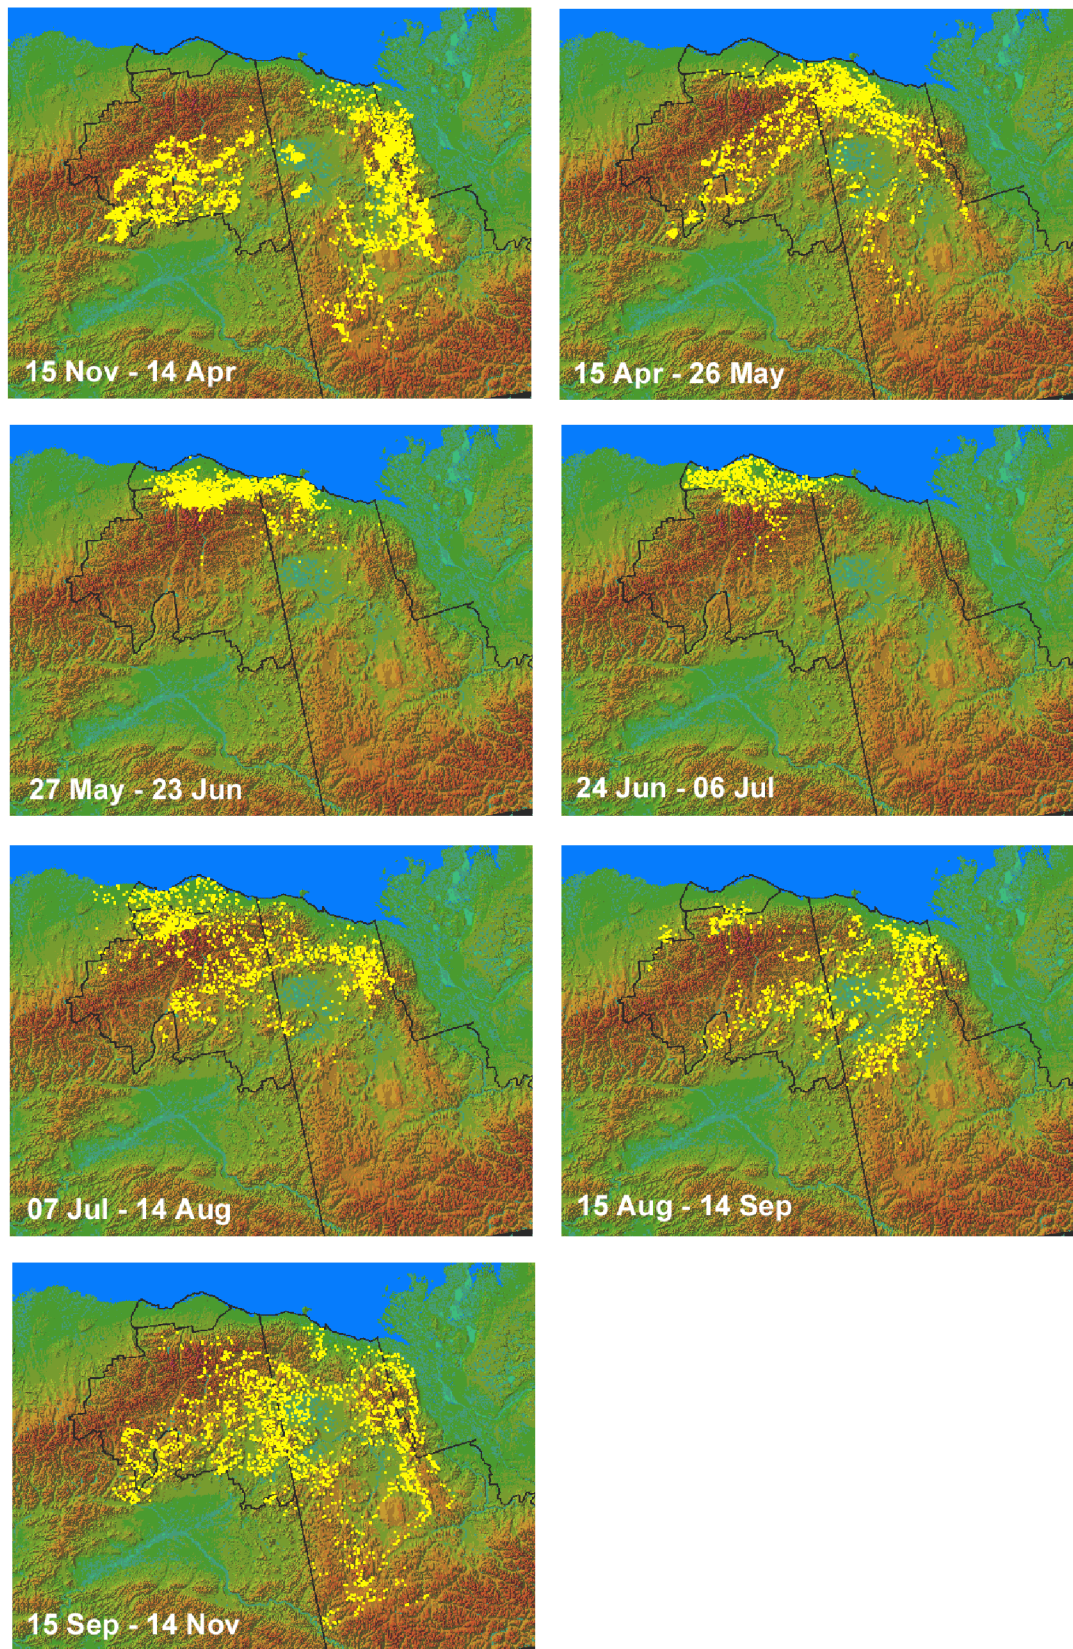 15 Nov - 14 Apr
15 Apr - 26 May
27 May - 23 Jun
24 Jun - 06 Jul
07 Jul - 14 Aug
15 Aug - 14 Sep
15 Sep - 14 Nov